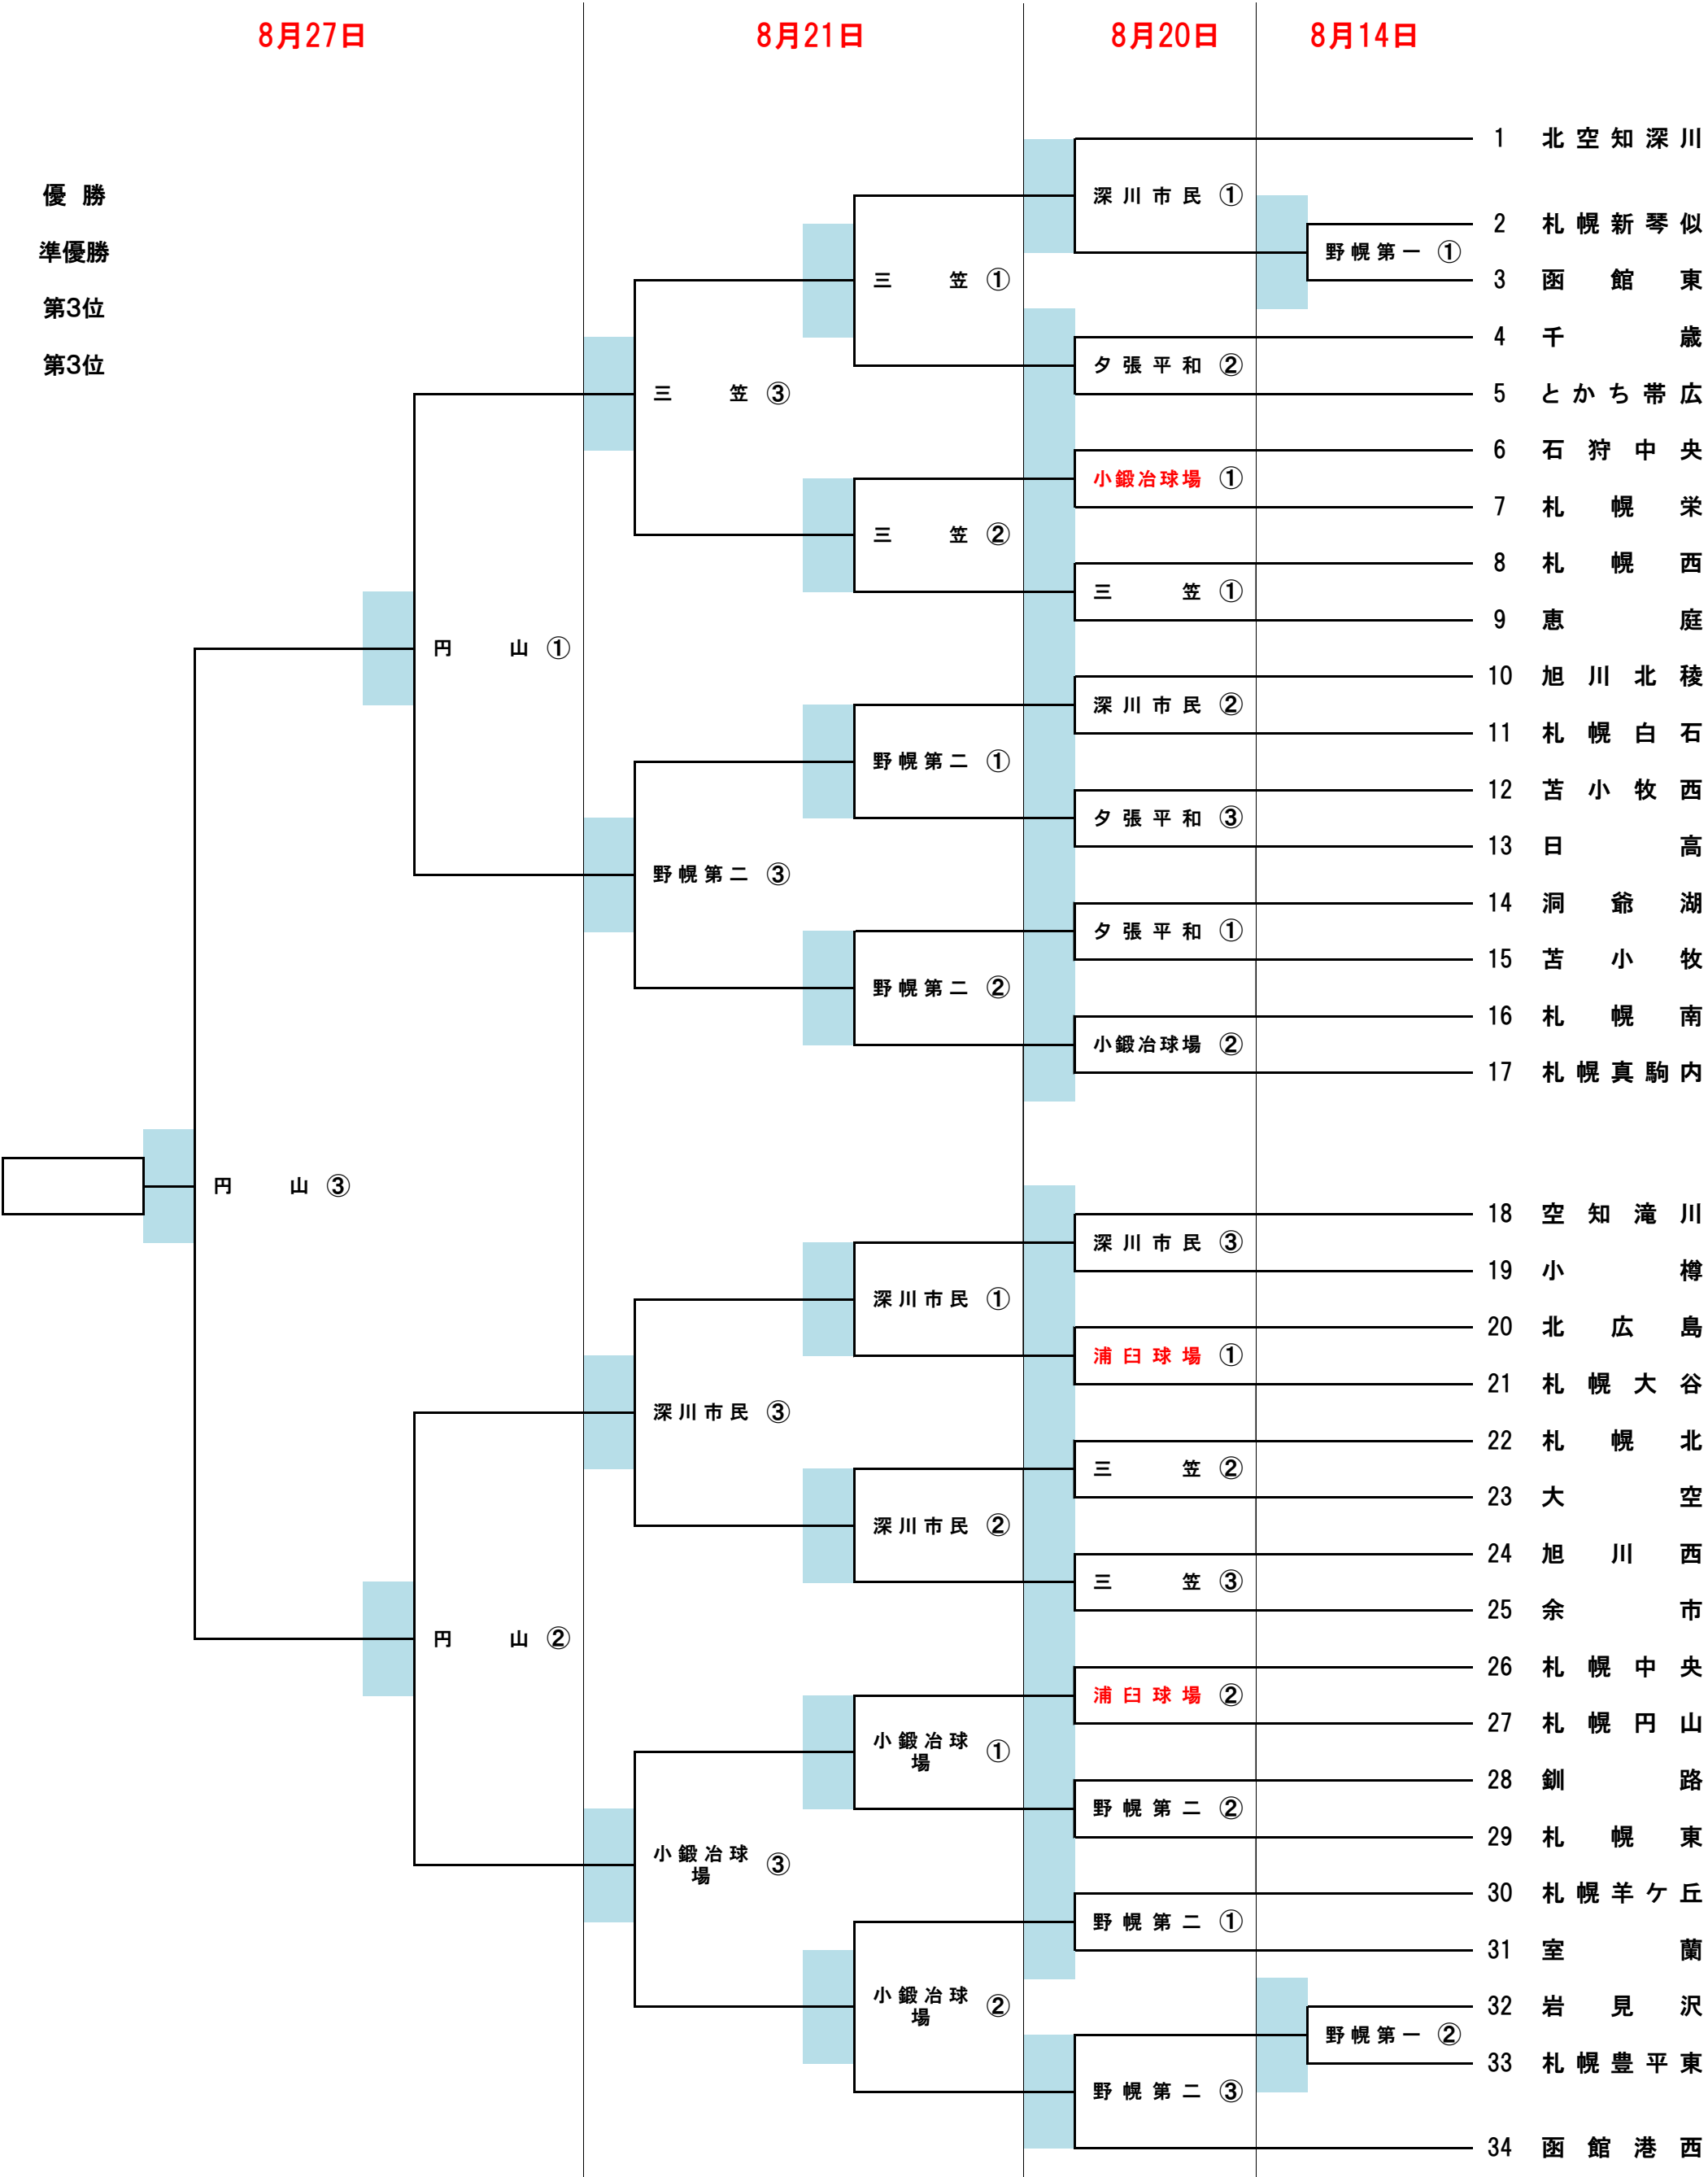 8月27日 8月21日 8月20日 8月14日
優勝
準優勝
第3位
第3位
1 北空知深川
深川市民 ①
2 札幌新琴似
野幌第一 ①
3 函館東
三笠 ①
4 千歳
夕張平和 ②
5 とかち帯広
三笠 ③
6 石狩中央
小鍛冶球場 ①
7 札幌栄
三笠 ②
8 札幌西
三笠 ①
9 恵庭
円山 ①
10 旭川北稜
深川市民 ②
11 札幌白石
野幌第二 ①
12 苫小牧西
夕張平和 ③
13 日高
野幌第二 ③
14 洞爺湖
夕張平和 ①
15 苫小牧
野幌第二 ②
16 札幌南
小鍛冶球場 ②
17 札幌真駒内
円山 ③
18 空知滝川
深川市民 ③
19 小樽
深川市民 ①
20 北広島
浦臼球場 ①
21 札幌大谷
深川市民 ③
22 札幌北
三笠 ②
23 大空
深川市民 ②
24 旭川西
三笠 ③
25 余市
円山 ②
26 札幌中央
浦臼球場 ②
27 札幌円山
小鍛冶球
場 ①
28 釧路
野幌第二 ②
29 札幌東
小鍛冶球
場 ③
30 札幌羊ケ丘
野幌第二 ①
31 室蘭
小鍛冶球
場 ②
32 岩見沢
野幌第一 ②
33 札幌豊平東
野幌第二 ③
34 函館港西